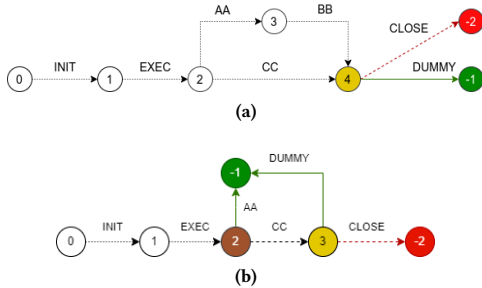 AA 3 BB -2
CLOSE
INIT EXEC CC DUMMY
0 1 2 4 -1
(a)
-1 DUMMY
AA
INIT EXEC CC CLOSE
0 1 2 3 -2
(b)